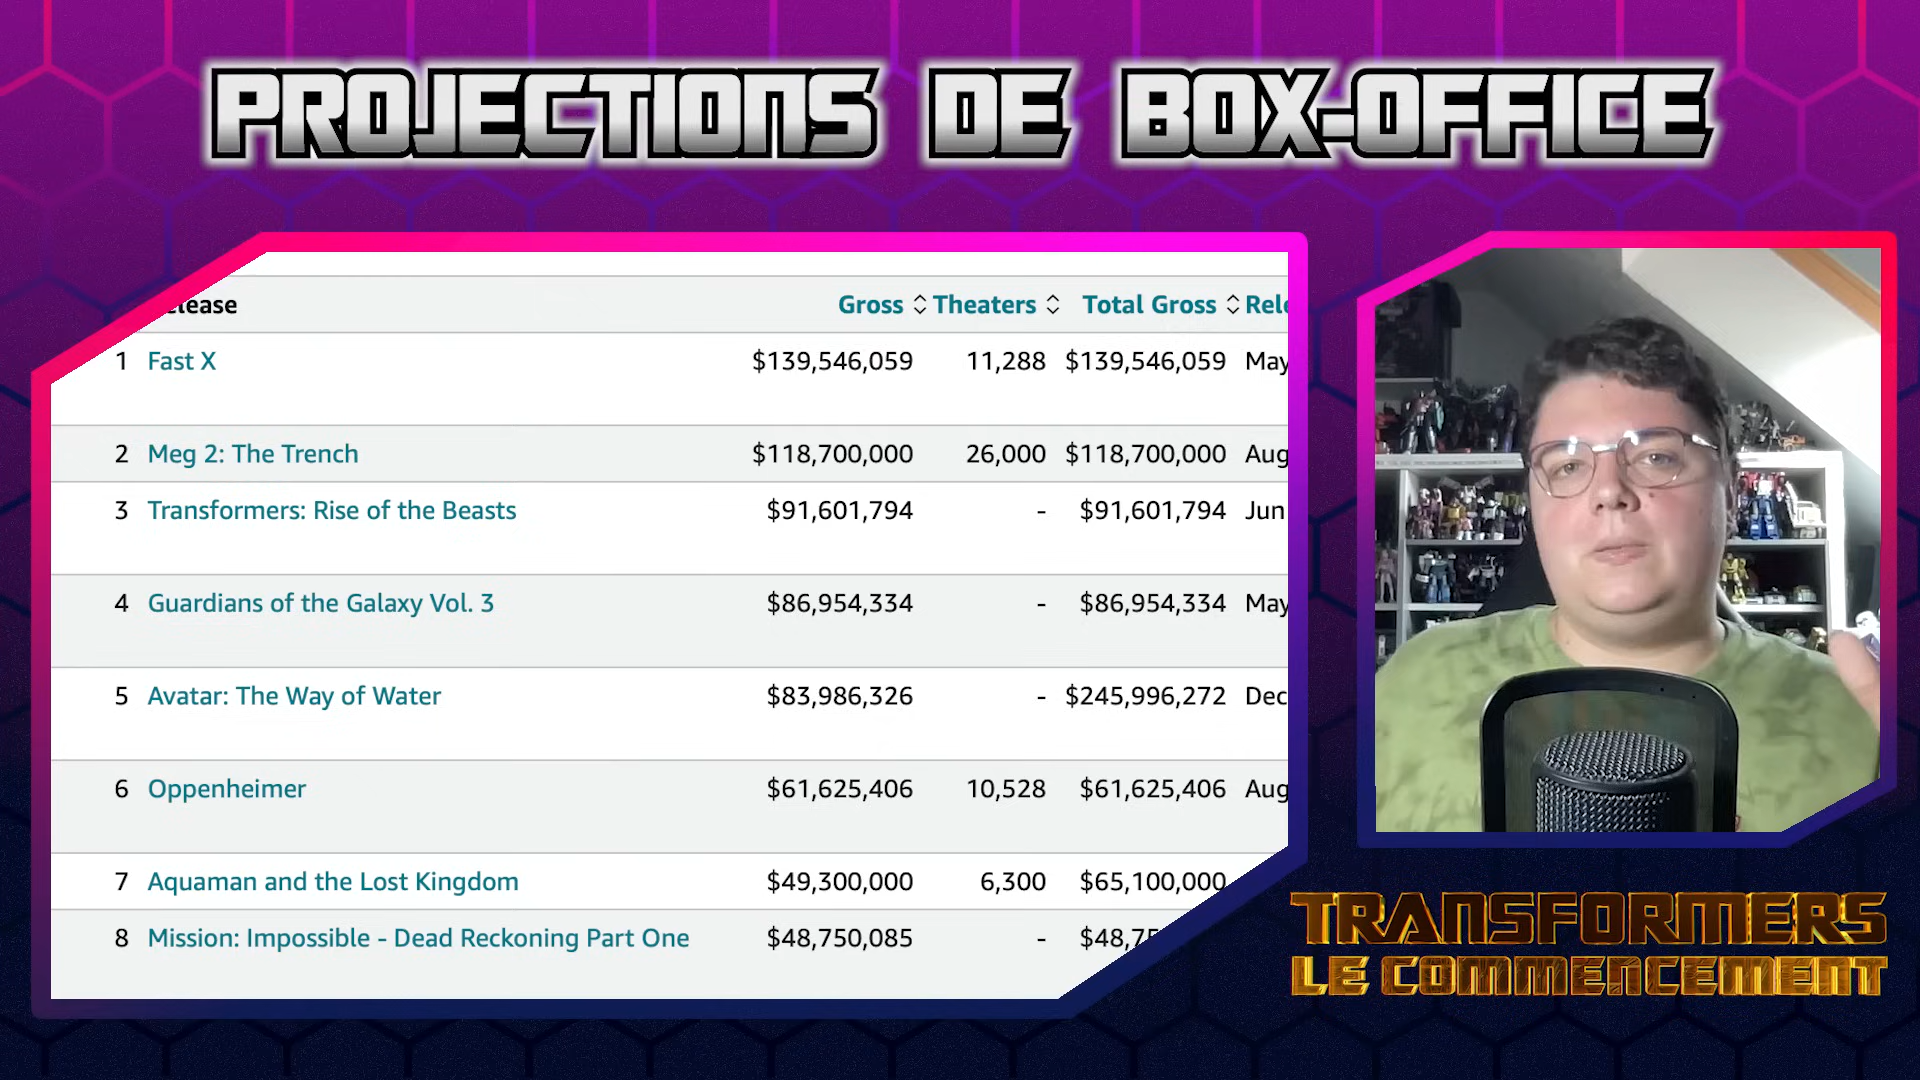 PROJECTIONS DE BOX-OFFICE
elease Gross Theaters Total Gross Rele
1 Fast X $139,546,059 11,288 $139,546,059 May
2 Meg 2: The Trench $118,700,000 26,000 $118,700,000 Aug
3 Transformers: Rise of the Beasts $91,601,794 - $91,601,794 Jun
4 Guardians of the Galaxy Vol. 3 $86,954,334 - $86,954,334 May
5 Avatar: The Way of Water $83,986,326 - $245,996,272 Dec
6 Oppenheimer $61,625,406 10,528 $61,625,406 Aug
7 Aquaman and the Lost Kingdom $49,300,000 6,300 $65,100,000
8 Mission: Impossible - Dead Reckoning Part One $48,750,085 - $48,75
TRANSFORMERS
LE COMMENCEMENT